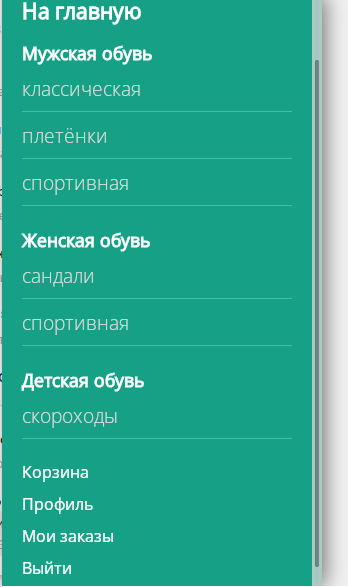 На главную
Мужская обувь
классическая
плетёнки
спортивная
Женская обувь
сандали
спортивная
Детская обувь
скороходы
Корзина
Профиль
Мои заказы
Выйти